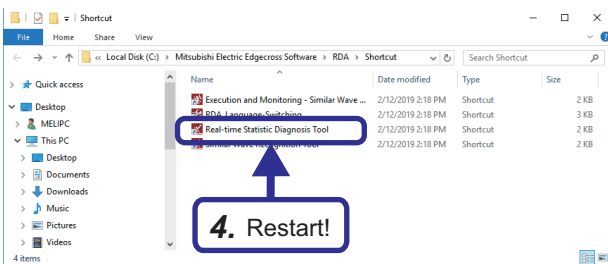 Shortcut
File Home Share View
« Local Disk (C:) › Mitsubishi Electric Edgecross Software › RDA › Shortcut
Search Shortcut
Quick access
Desktop
MELIPC
This PC
Desktop
Documents
Downloads
Music
Pictures
Videos
Name Date modified Type Size
Execution and Monitoring - Similar Wave ... 2/12/2019 2:18 PM Shortcut 2 KB
RDA Language-Switching 2/12/2019 2:18 PM Shortcut 3 KB
Real-time Statistic Diagnosis Tool 2/12/2019 2:18 PM Shortcut 2 KB
Similar Wave Recognition Tool 2/12/2019 2:18 PM Shortcut 2 KB
4. Restart!
4 items